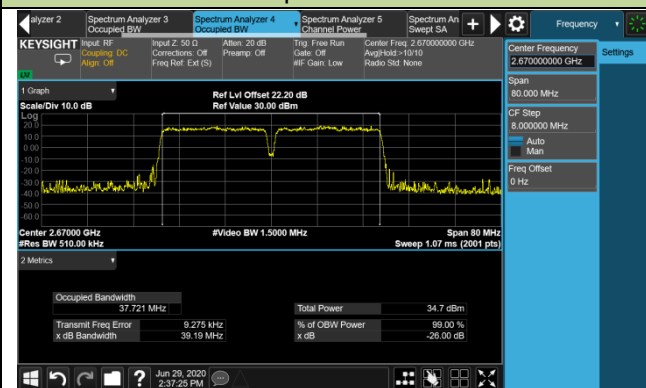 alyzer 2
Spectrum Analyzer 3
Occupied BW
Spectrum Analyzer 4
Occupied BW
Spectrum Analyzer 5
Channel Power
Spectrum An
Swept SA
Frequency
KEYSIGHT
Input: RF
Coupling: DC
Align: Off
Input Z: 50 Ω
Corrections: Off
Freq Ref: Ext (S)
Atten: 20 dB
Preamp: Off
Trig: Free Run
Gate: Off
#IF Gain: Low
Center Freq: 2.670000000 GHz
Avg|Hold:>10/10
Radio Std: None
LXI
Center Frequency
2.670000000 GHz
Settings
Span
80.000 MHz
CF Step
8.000000 MHz
Auto
Man
Freq Offset
0 Hz
1 Graph
Ref Lvl Offset 22.20 dB
Scale/Div 10.0 dB
Ref Value 30.00 dBm
Log
20.0
10.0
0.00
-10.0
-20.0
-30.0
-40.0
-50.0
-60.0
Center 2.67000 GHz
#Video BW 1.5000 MHz
Span 80 MHz
#Res BW 510.00 kHz
Sweep 1.07 ms (2001 pts)
2 Metrics
Occupied Bandwidth
37.721 MHz
Total Power
34.7 dBm
Transmit Freq Error
9.275 kHz
% of OBW Power
99.00 %
x dB Bandwidth
39.19 MHz
x dB
-26.00 dB
Jun 29, 2020
2:37:25 PM